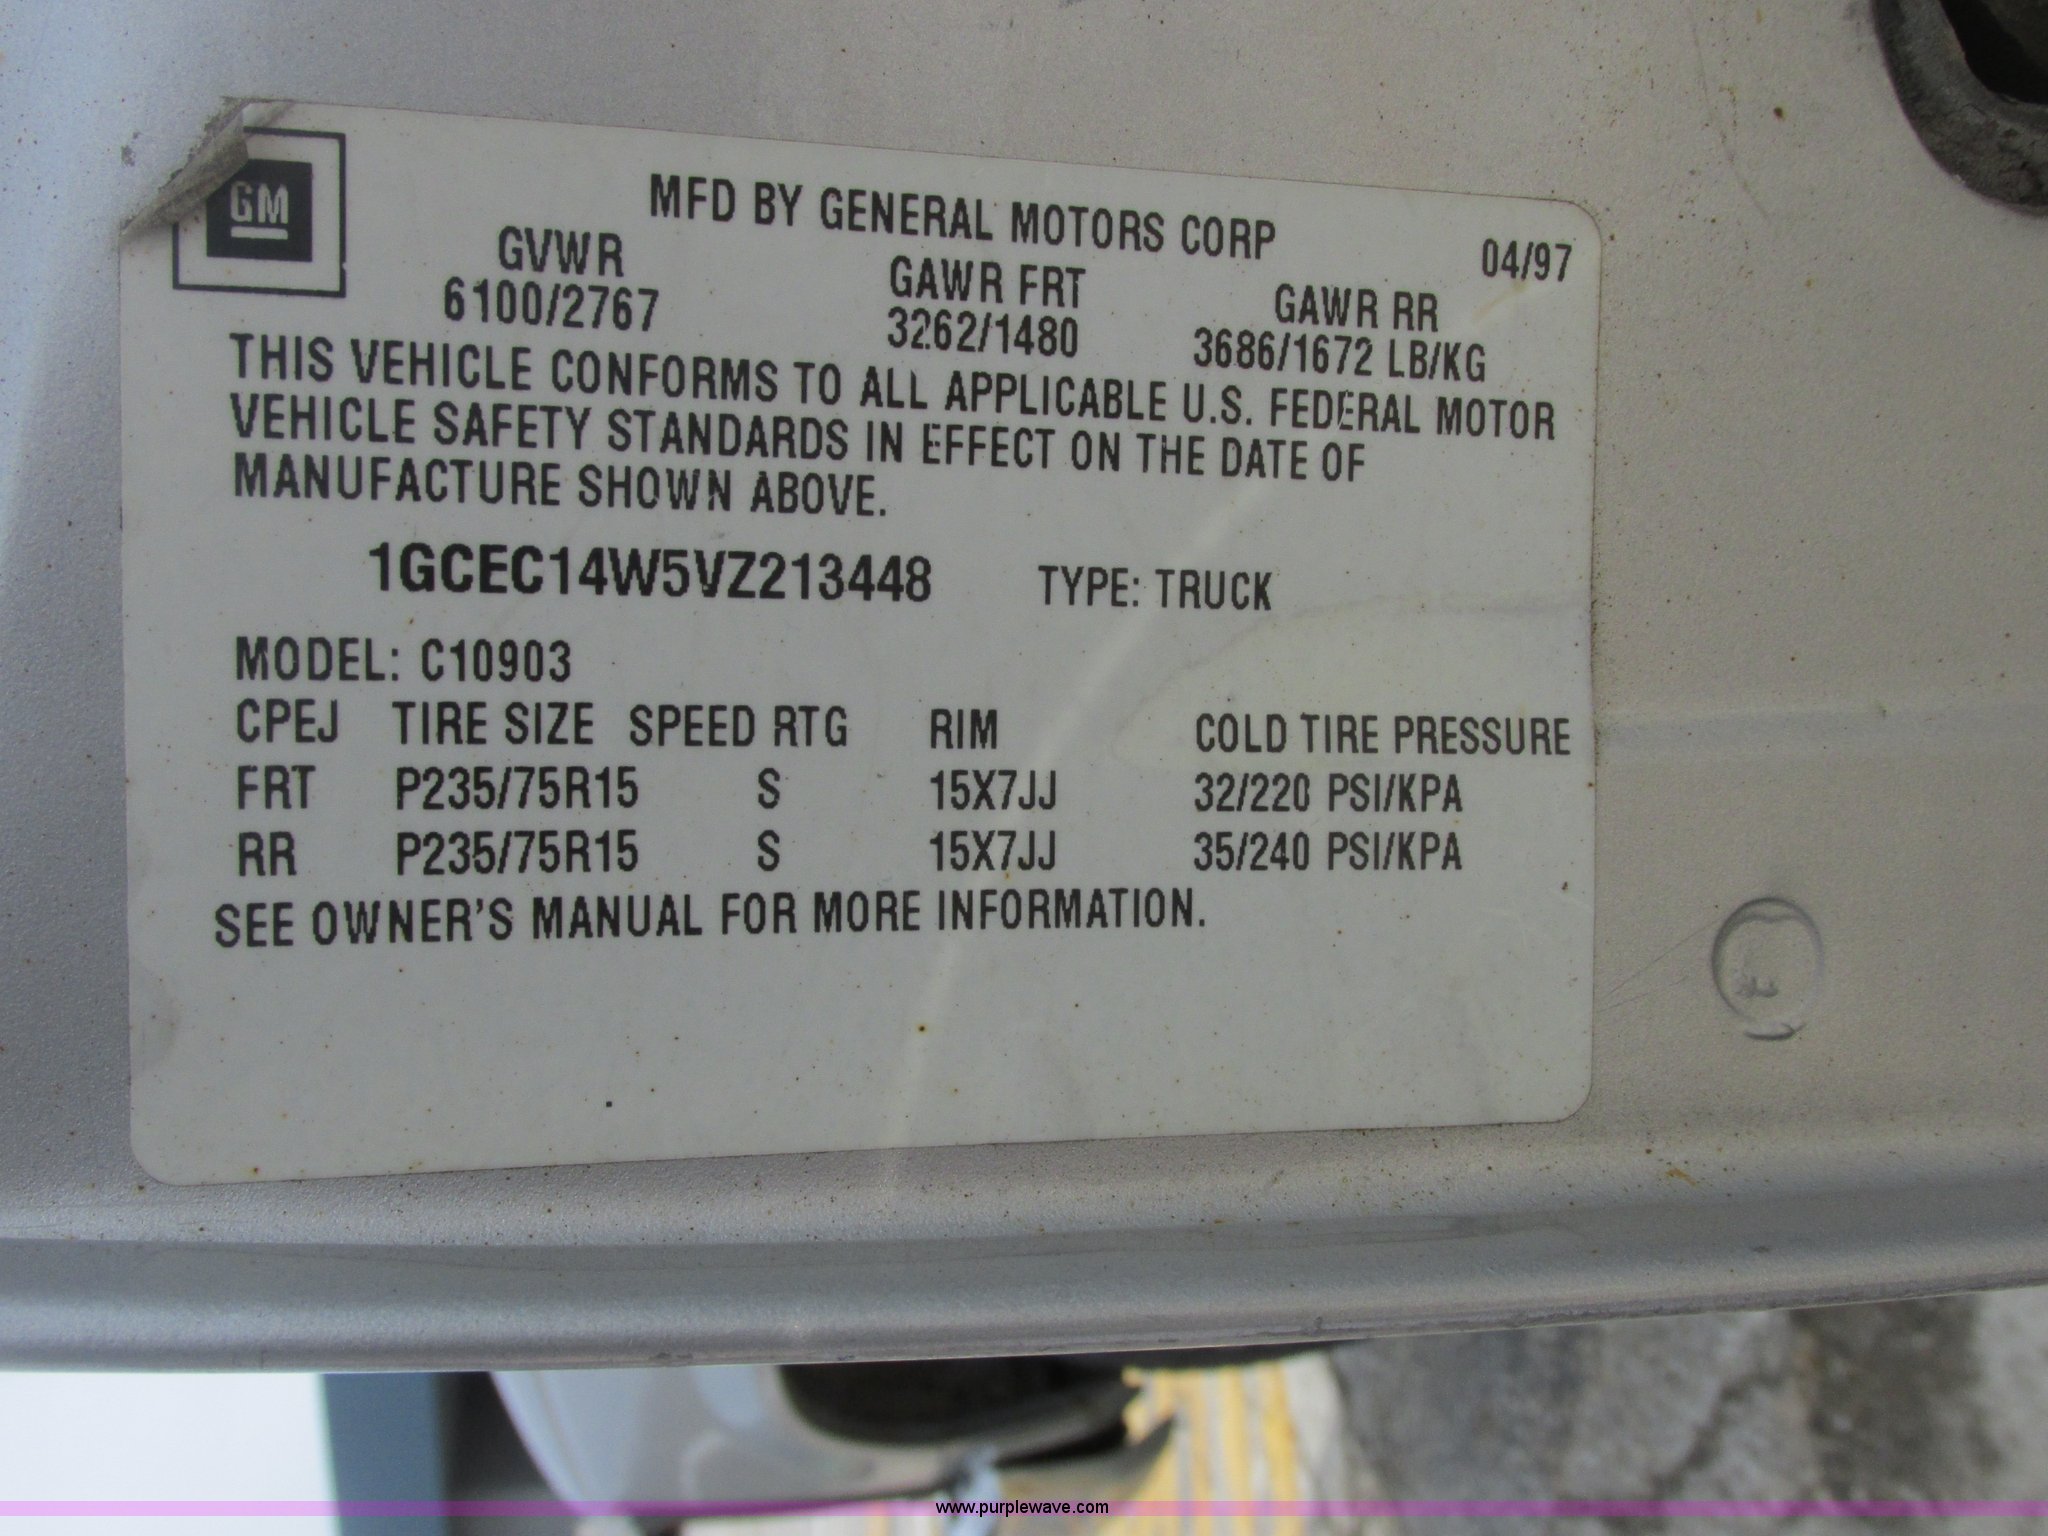 GM
MFD BY GENERAL MOTORS CORP
04/97
GVWR GAWR FRT GAWR RR
6100/2767 3262/1480 3686/1672 LB/KG
THIS VEHICLE CONFORMS TO ALL APPLICABLE U.S. FEDERAL MOTOR
VEHICLE SAFETY STANDARDS IN EFFECT ON THE DATE OF
MANUFACTURE SHOWN ABOVE.
1GCEC14W5VZ213448 TYPE: TRUCK
MODEL: C10903
CPEJ TIRE SIZE SPEED RTG RIM COLD TIRE PRESSURE
FRT P235/75R15 S 15X7JJ 32/220 PSI/KPA
RR P235/75R15 S 15X7JJ 35/240 PSI/KPA
SEE OWNER'S MANUAL FOR MORE INFORMATION.
www.purplewave.com